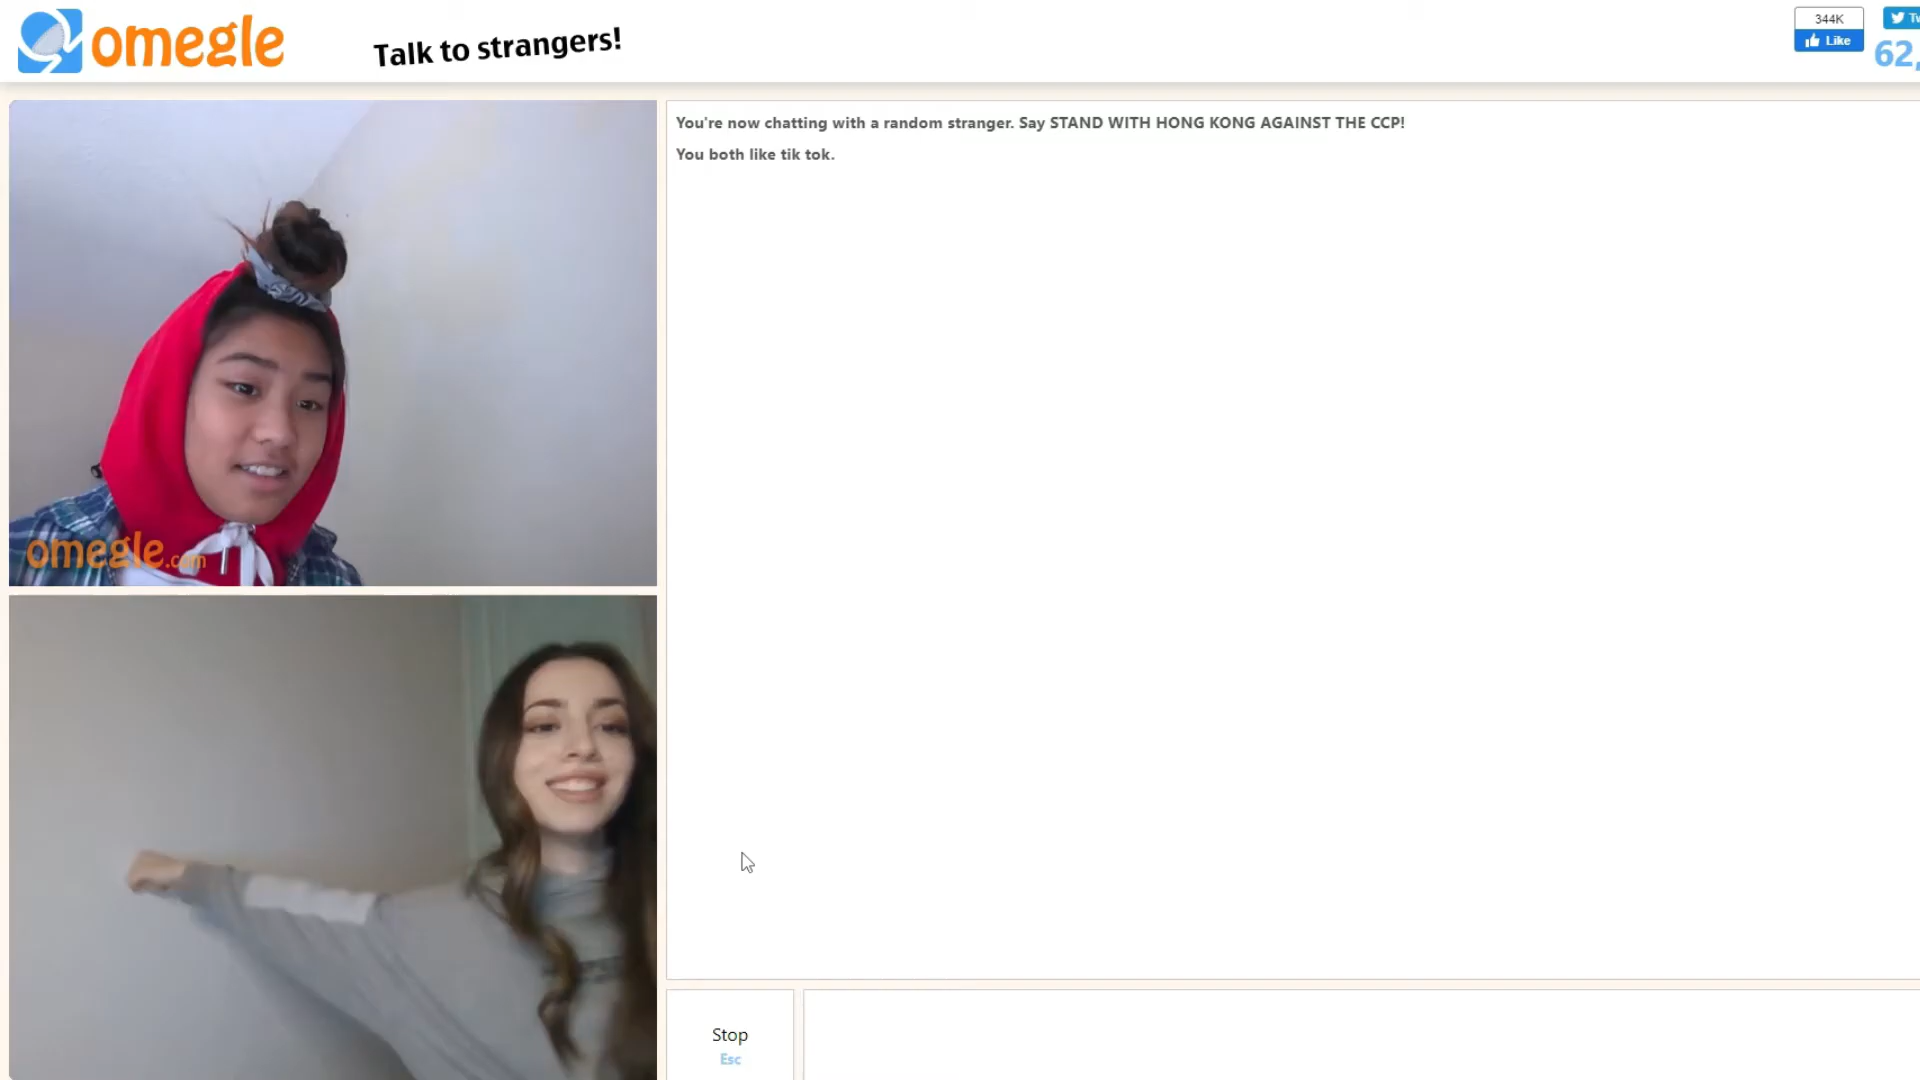 omegle
Talk to strangers!
344K
Like
Tw
62,
You're now chatting with a random stranger. Say STAND WITH HONG KONG AGAINST THE CCP!
You both like tik tok.
omegle.com
Stop
Esc